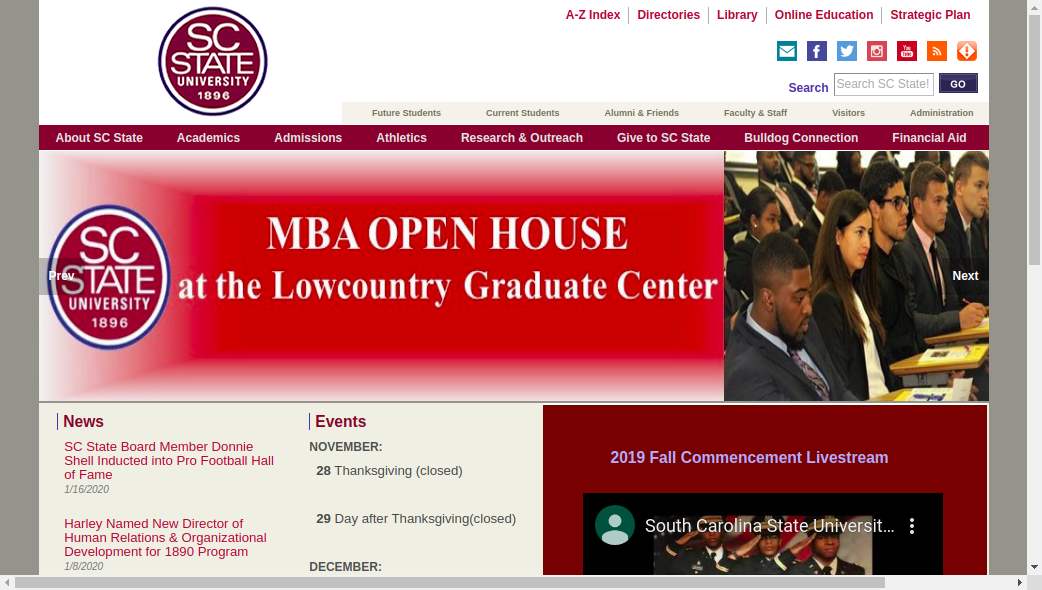 SC
STATE
UNIVERSITY
1896
A-Z Index
Directories
Library
Online Education
Strategic Plan
You
Tube
Search
Search SC State!
GO
Future Students
Current Students
Alumni & Friends
Faculty & Staff
Visitors
Administration
About SC State
Academics
Admissions
Athletics
Research & Outreach
Give to SC State
Bulldog Connection
Financial Aid
SC
STATE
UNIVERSITY
1896
Prev
MBA OPEN HOUSE
at the Lowcountry Graduate Center
Next
News
SC State Board Member Donnie
Shell Inducted into Pro Football Hall
of Fame
1/16/2020
Harley Named New Director of
Human Relations & Organizational
Development for 1890 Program
1/8/2020
Events
NOVEMBER:
28 Thanksgiving (closed)
29 Day after Thanksgiving(closed)
DECEMBER:
2019 Fall Commencement Livestream
South Carolina State Universit...